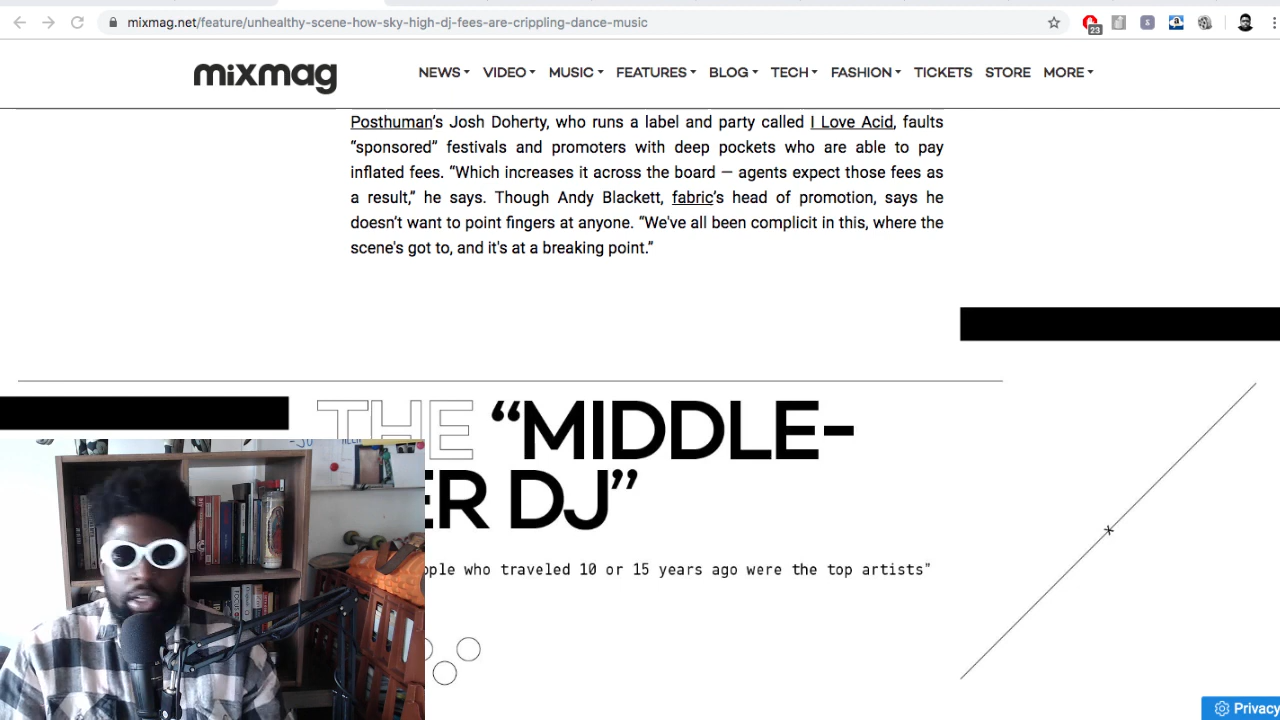 mixmag.net/feature/unhealthy-scene-how-sky-high-dj-fees-are-crippling-dance-music
23
mixmag
NEWS VIDEO MUSIC FEATURES BLOG TECH FASHION TICKETS STORE MORE
Posthuman's Josh Doherty, who runs a label and party called I Love Acid, faults
“sponsored” festivals and promoters with deep pockets who are able to pay
inflated fees. “Which increases it across the board — agents expect those fees as
a result,” he says. Though Andy Blackett, fabric's head of promotion, says he
doesn’t want to point fingers at anyone. “We've all been complicit in this, where the
scene's got to, and it's at a breaking point.”
THE “MIDDLE-
ER DJ”
ople who traveled 10 or 15 years ago were the top artists"
Privacy